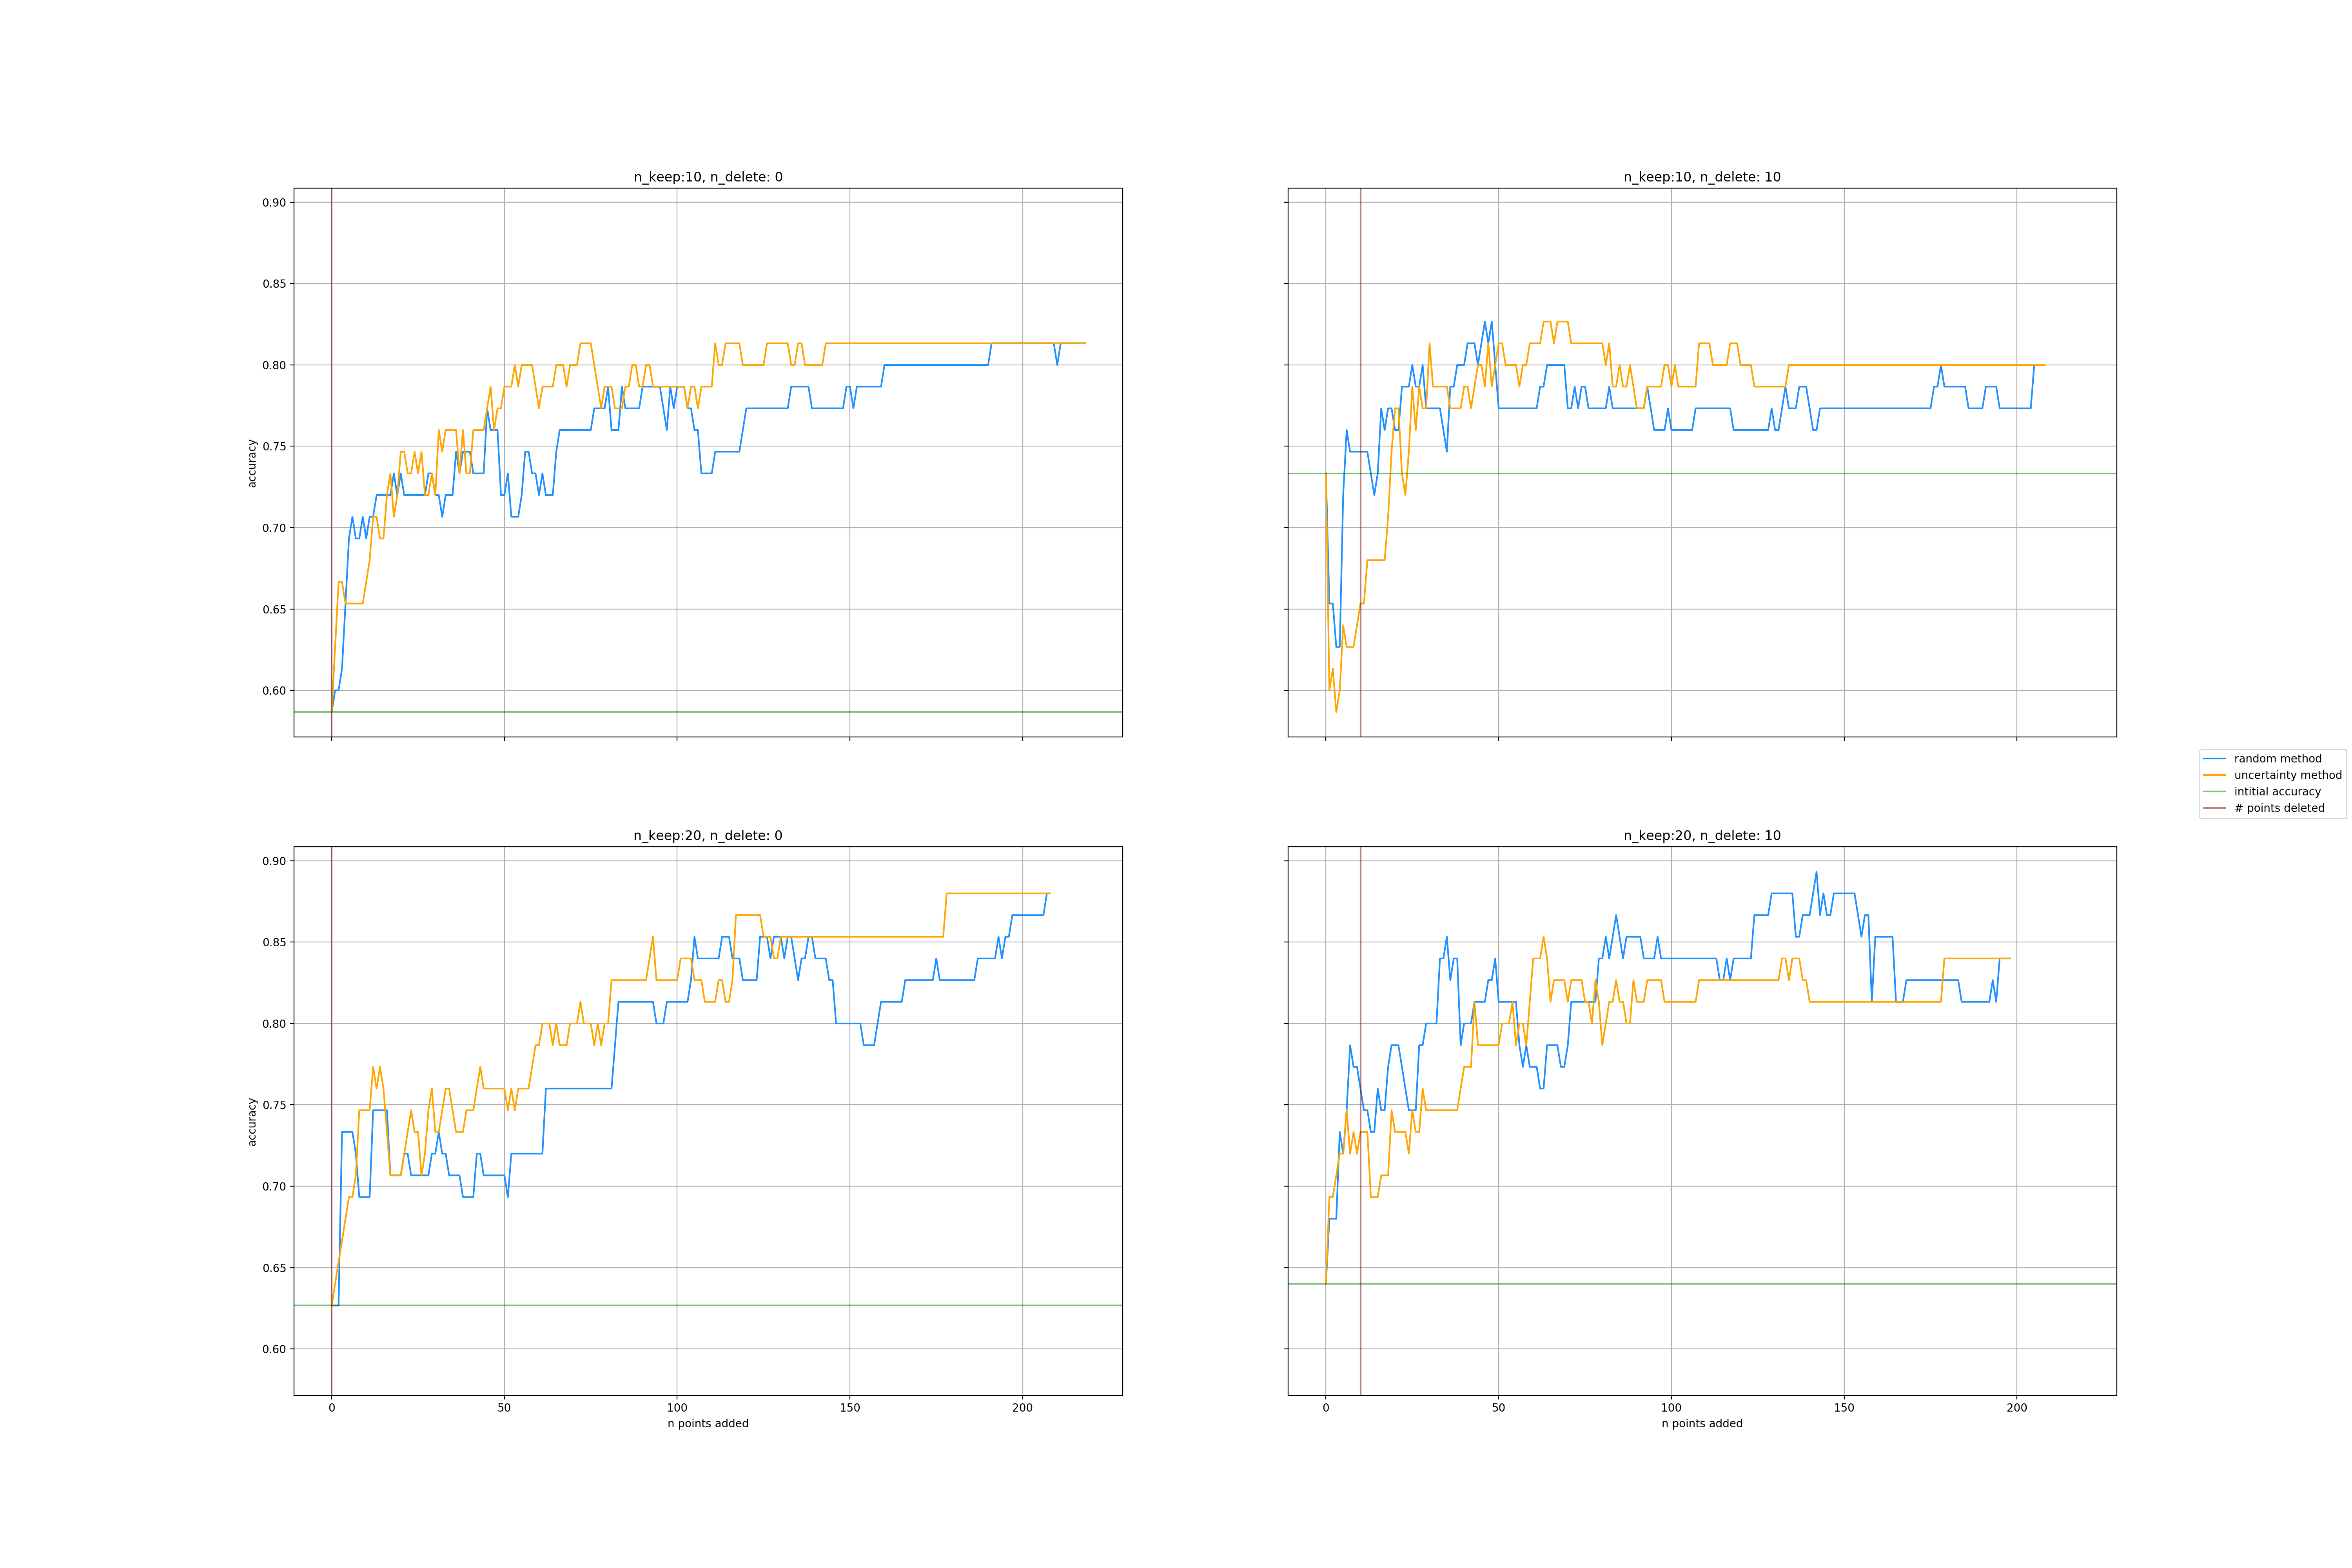 n_keep:10, n_delete: 0
0.90
0.85
0.80
0.75
0.70
0.65
0.60
accuracy
n_keep:10, n_delete: 10
random method
uncertainty method
intitial accuracy
# points deleted
n_keep:20, n_delete: 0
0.90
0.85
0.80
0.75
0.70
0.65
0.60
accuracy
0 50 100 150 200
n points added
n_keep:20, n_delete: 10
0 50 100 150 200
n points added